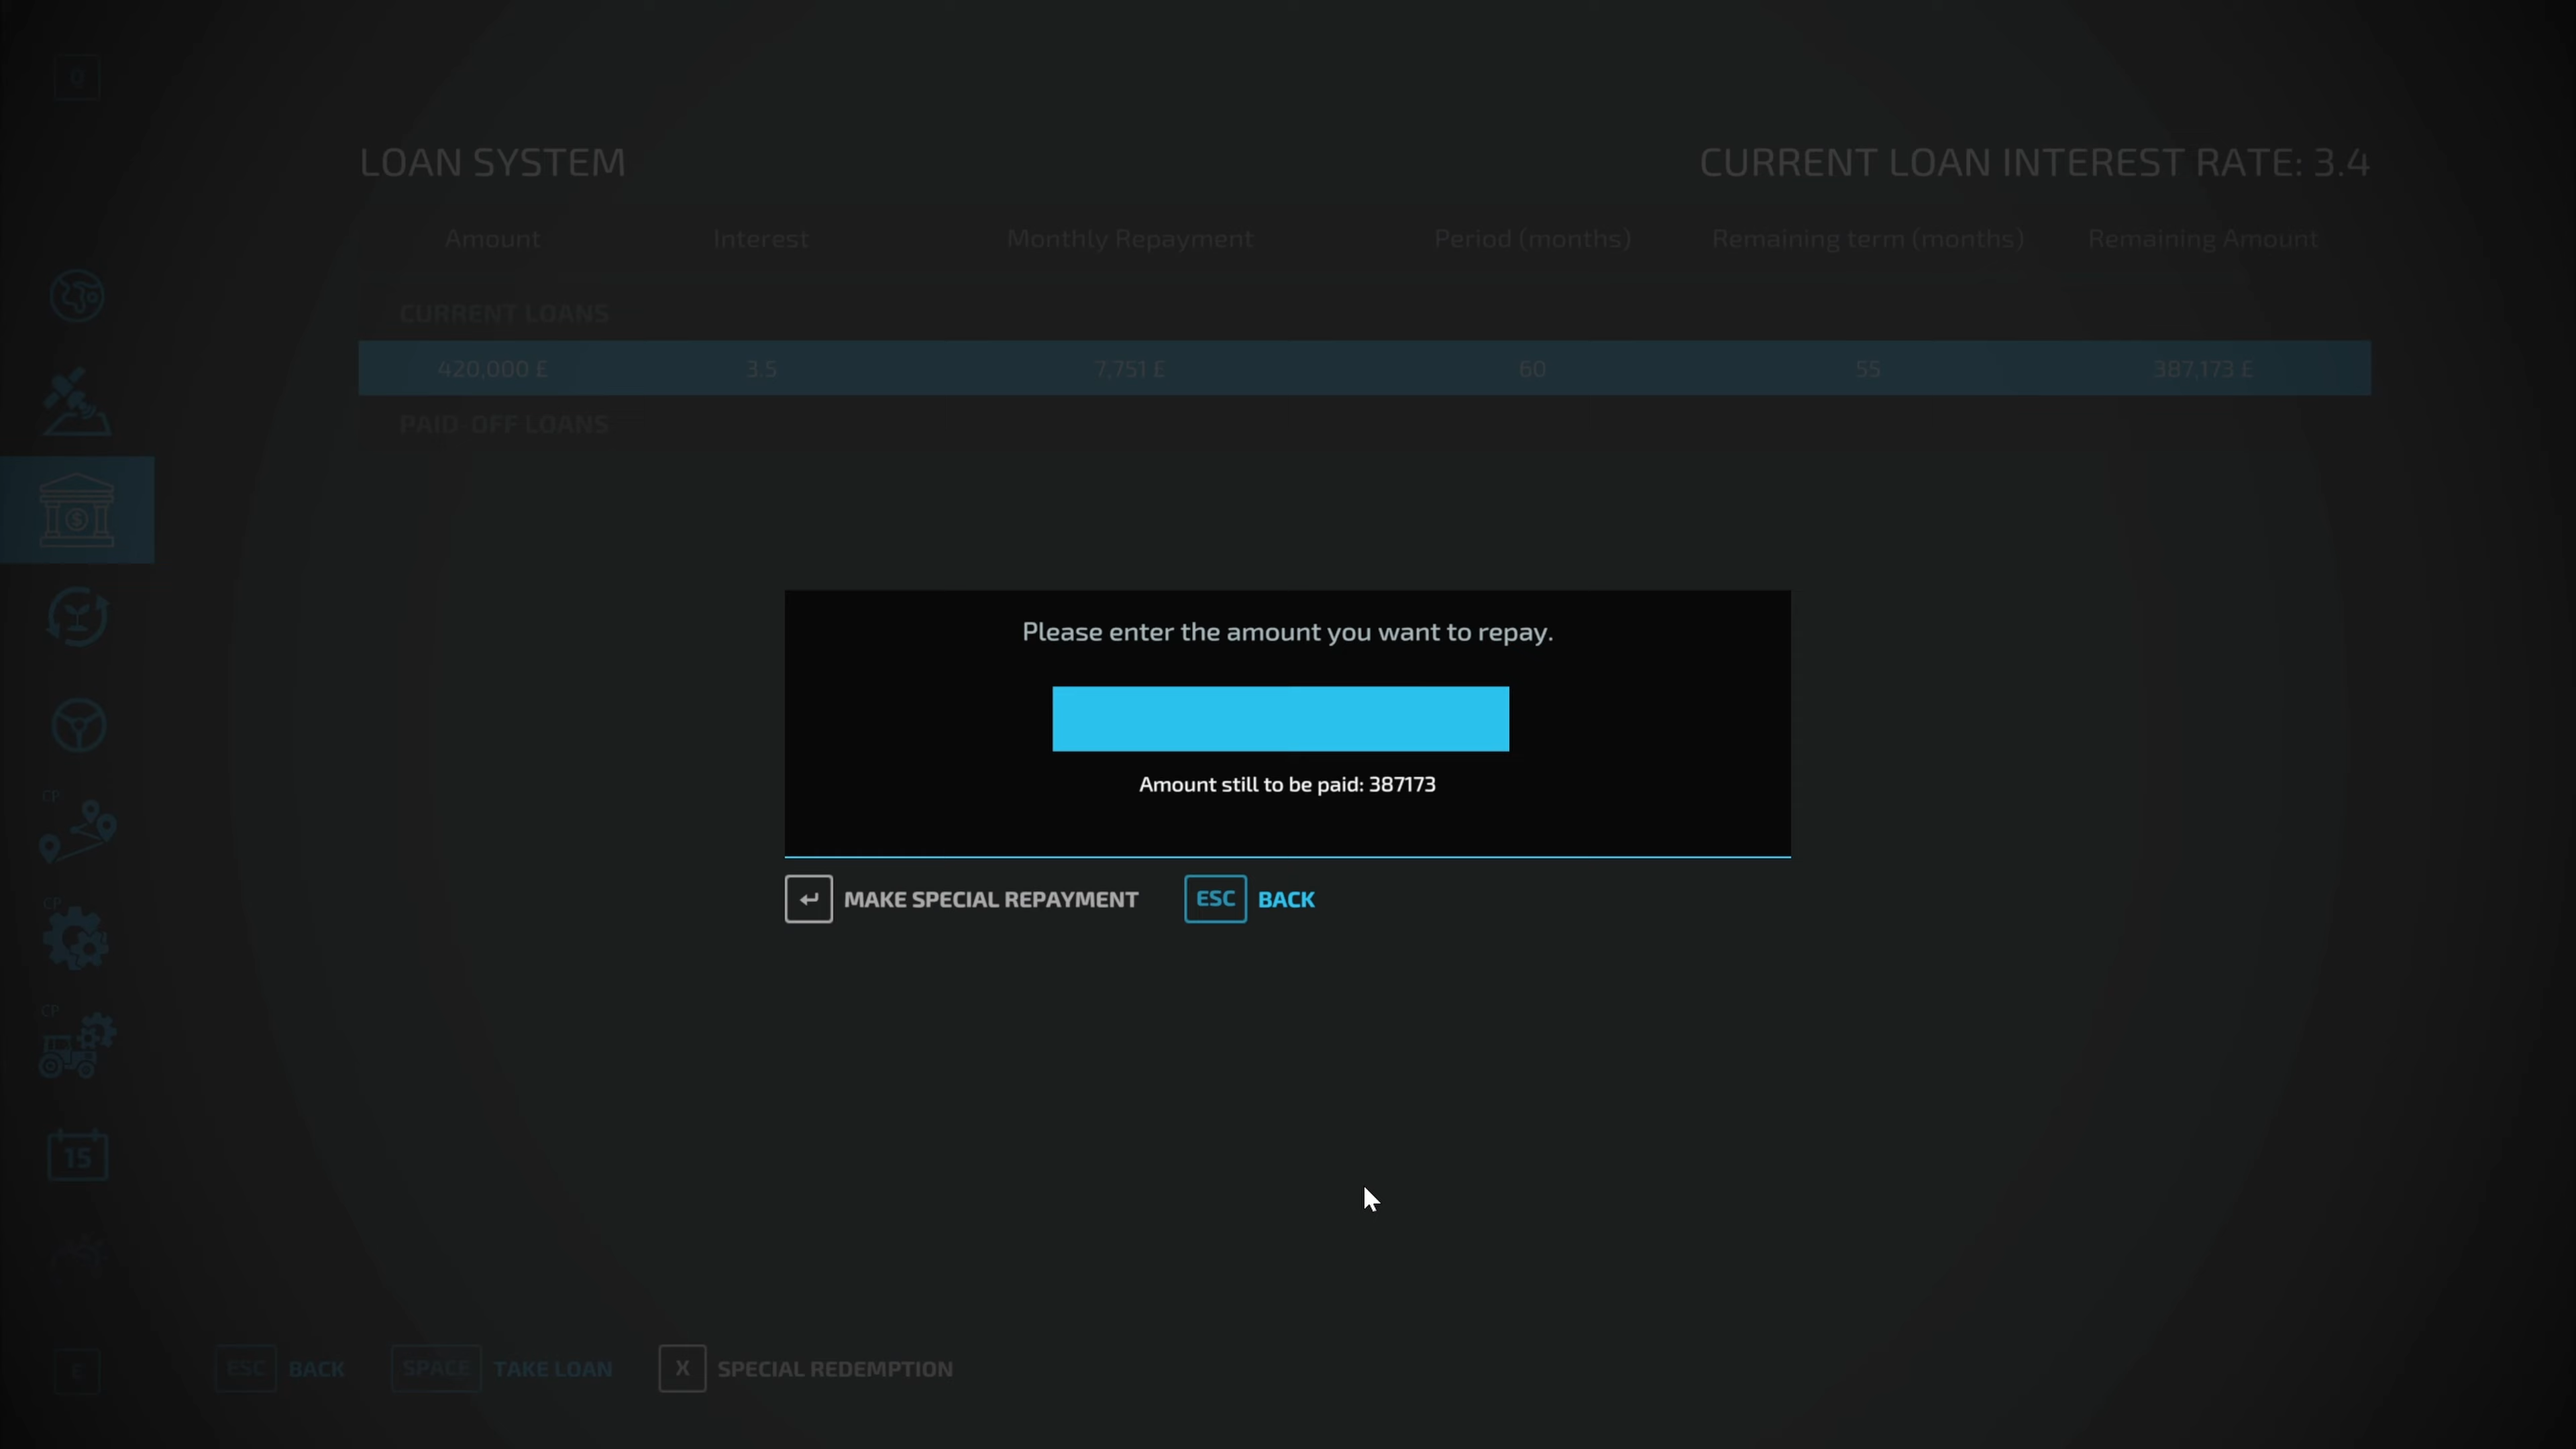 Q
LOAN SYSTEM
CURRENT LOAN INTEREST RATE: 3.4
Amount Interest Monthly Repayment Period (months) Remaining term (months) Remaining Amount
CURRENT LOANS
420,000 £ 3.5 7,751 £ 60 55 387,173 £
PAID-OFF LOANS
Please enter the amount you want to repay.
Amount still to be paid: 387173
MAKE SPECIAL REPAYMENT
ESC BACK
CP
CP
CP
15
E
ESC BACK SPACE TAKE LOAN X SPECIAL REDEMPTION